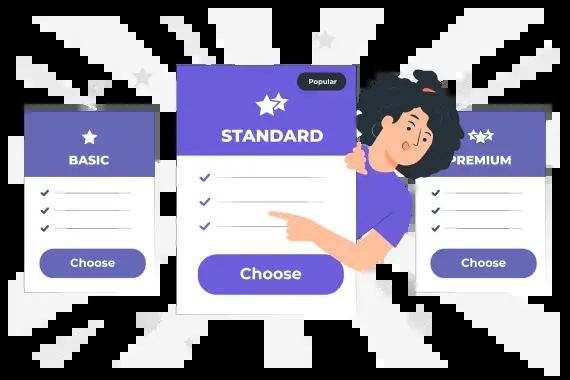 Popular
BASIC
STANDARD
PREMIUM
Choose
Choose
Choose